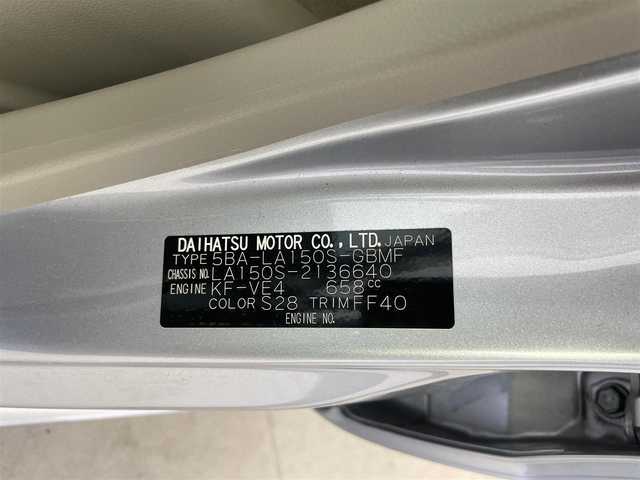 DAIHATSU MOTOR CO., LTD. JAPAN
TYPE 5BA-LA150S-GBMF
CHASSIS NO. LA150S-2136640
ENGINE KF-VE4 658cc
COLOR S28 TRIM FF40
ENGINE NO.